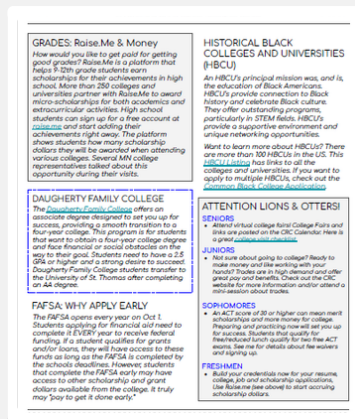 GRADES: Raise.Me & Money
How would you like to get paid for getting
good grades? Raise.Me is a platform that
helps 9-12th grade students earn
scholarships for their achievements in high
school. More than 250 colleges and
universities partner with Raise.Me to award
micro-scholarships for both academics and
extracurricular activities. High school
students can sign up for a free account at
raise.me and start adding their
achievements right away. The platform
shows students how many scholarship
dollars they will be awarded when attending
various colleges. Several MN college
representatives talked about this
opportunity during their visits.
DAUGHERTY FAMILY COLLEGE
The Daugherty Family College offers an
associate degree designed to set you up for
success, providing a smooth transition to a
four-year college. This program is for students
that want to obtain a four-year college degree
and face financial or social obstacles on the
way to their goal. Students need to have a 2.5
GPA or higher and a strong desire to succeed.
Daugherty Family College students transfer to
the University of St. Thomas after completing
an AA degree.
FAFSA: WHY APPLY EARLY
The FAFSA opens every year on Oct 1.
Students applying for financial aid need to
complete it EVERY year to receive federal
funding. If a student qualifies for grants
and/or loans, they will have access to these
funds as long as the FAFSA is completed by
the schools deadlines. However, students
that complete the FAFSA early may have
access to other scholarship and grant
dollars available from the college. It truly
may "pay to get it done early."
HISTORICAL BLACK
COLLEGES AND UNIVERSITIES
(HBCU)
An HBCU's principal mission was, and is,
the education of Black Americans.
HBCU's provide connection to Black
history and celebrate Black culture.
They offer outstanding programs,
particularly in STEM fields. HBCU's
provide a supportive environment and
unique networking opportunities.
Want to learn more about HBCUs? There
are more than 100 HBCUs in the US. This
HBCU Listing has links to all the
colleges and universities. If you want to
apply to multiple HBCUs, check out the
Common Black College Application.
ATTENTION LIONS & OTTERS!
SENIORS
• Attend virtual college fairs! College Fairs and
links are posted on the CRC Calendar. Here is
a great college visit checklist.
JUNIORS
• Not sure about going to college? Ready to
make money and like working with your
hands? Trades are in high demand and offer
great pay and benefits. Check out the CRC
website for more information and/or attend a
mini-session about trades.
SOPHOMORES
• An ACT score of 30 or higher can mean merit
scholarships and more money for college.
Preparing and practicing now will set you up
for success. Students that qualify for
free/reduced lunch qualify for two free ACT
exams. See me for details about fee waivers
and signing up.
FRESHMEN
• Build your credentials now for your resume,
college, job and scholarship applications.
Use Raise.me (see above) to start accruing
scholarship dollars.